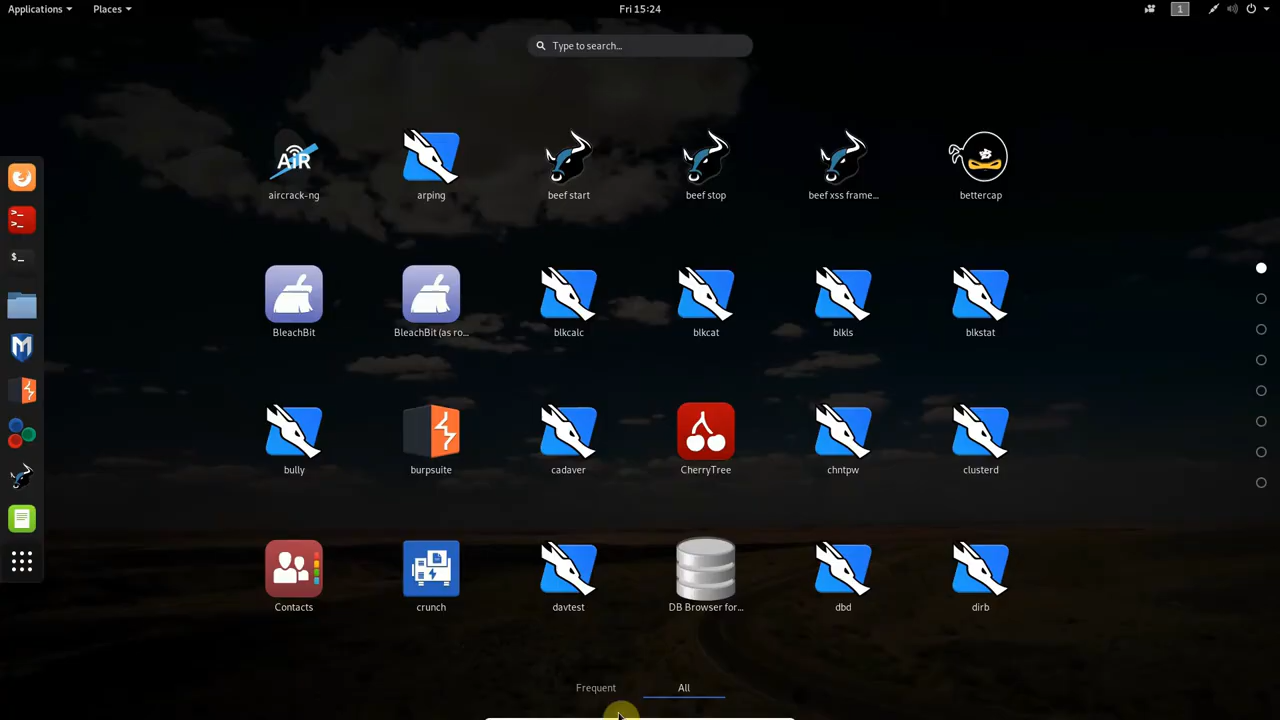 Applications Places Fri 15:24 1
Type to search...
AiR
aircrack-ng arping beef start beef stop beef xss frame... bettercap
BleachBit BleachBit (as ro... blkcalc blkcat blkls blkstat
bully burpsuite cadaver CherryTree chntpw clusterd
Contacts crunch davtest DB Browser for... dbd dirb
Frequent All